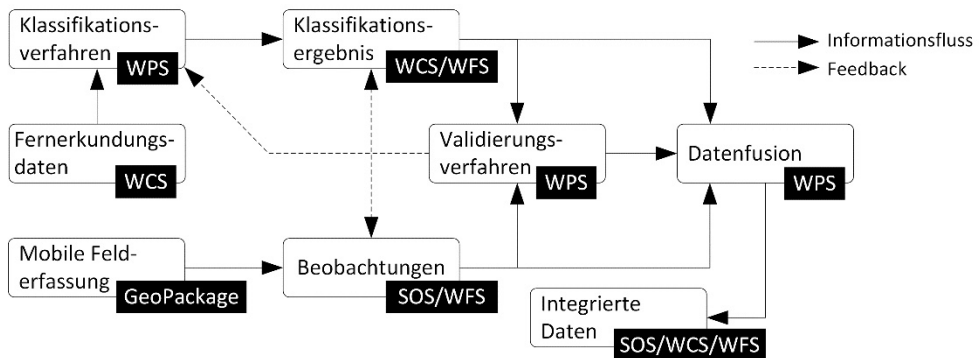 Klassifikations-
verfahren
WPS
Klassifikations-
ergebnis
WCS/WFS
Informationsfluss
Feedback
Fernerkundungs-
daten
WCS
Validierungs-
verfahren
WPS
Datenfusion
WPS
Mobile Feld-
erfassung
GeoPackage
Beobachtungen
SOS/WFS
Integrierte
Daten
SOS/WCS/WFS